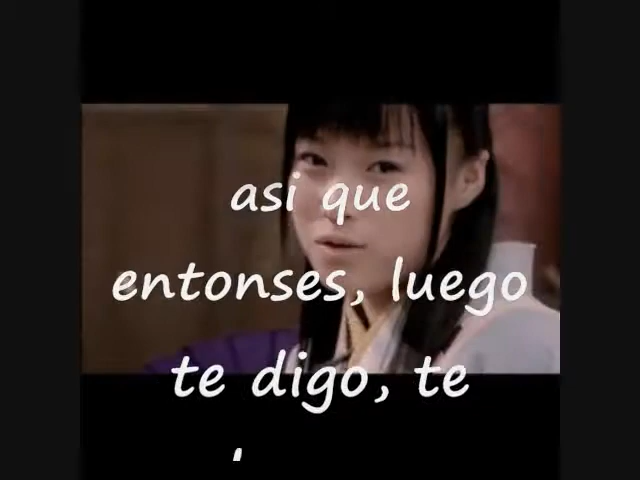 asi que
entonses, luego
te digo, te